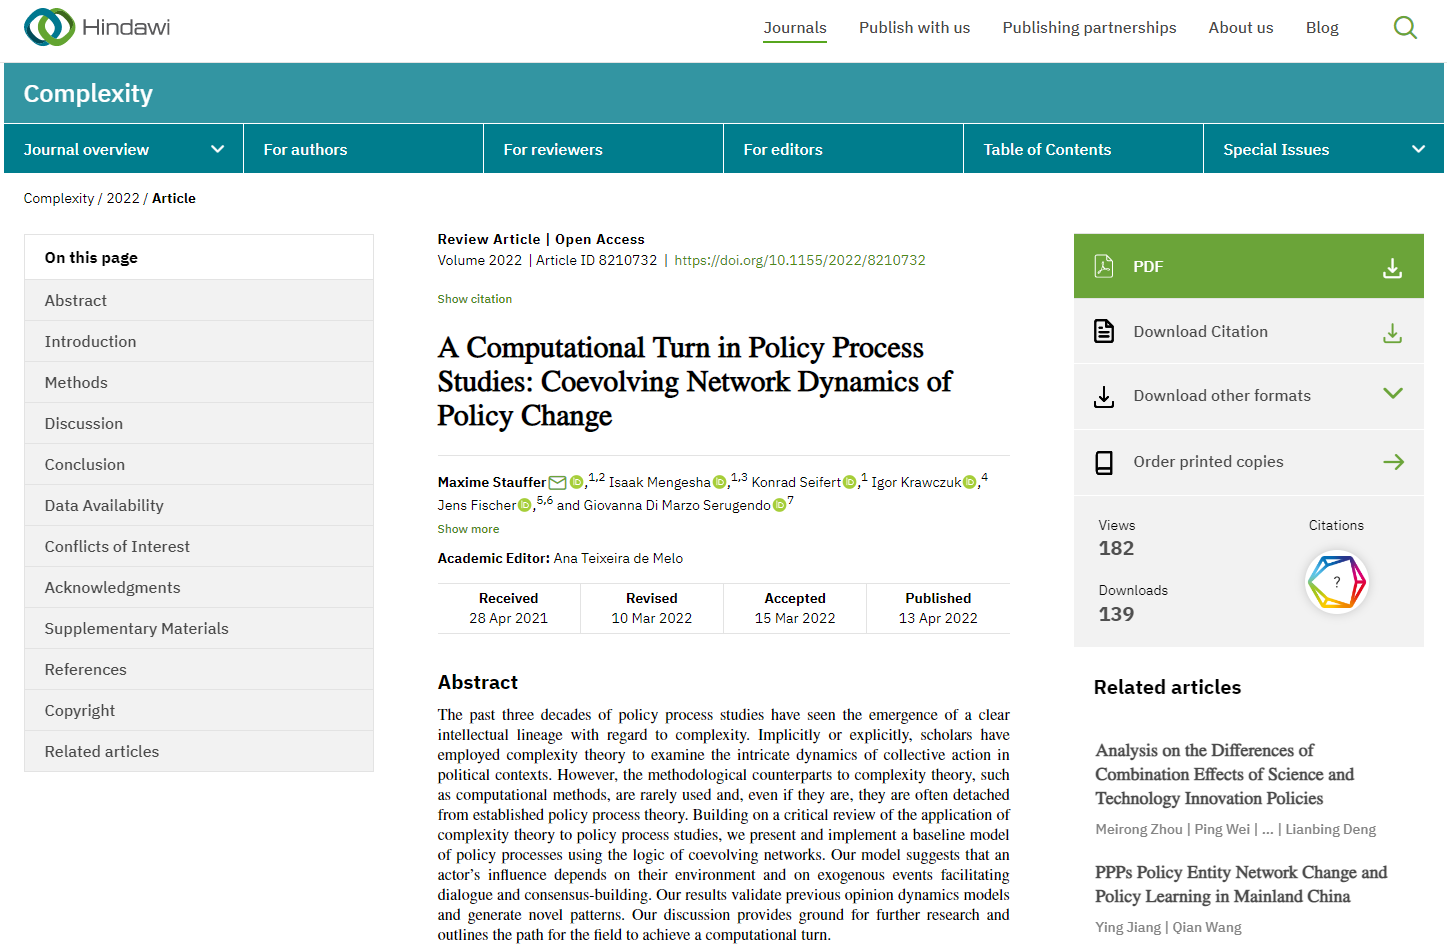 Hindawi
Journals
Publish with us
Publishing partnerships
About us
Blog
Complexity
Journal overview
For authors
For reviewers
For editors
Table of Contents
Special Issues
Complexity / 2022 / Article
On this page
Abstract
Introduction
Methods
Discussion
Conclusion
Data Availability
Conflicts of Interest
Acknowledgments
Supplementary Materials
References
Copyright
Related articles
Review Article | Open Access
Volume 2022 | Article ID 8210732 | https://doi.org/10.1155/2022/8210732
Show citation
A Computational Turn in Policy Process
Studies: Coevolving Network Dynamics of
Policy Change
Maxime Stauffer iD,1,2 Isaak Mengesha iD,1,3 Konrad Seifert iD,1 Igor Krawczuk iD,4
Jens Fischer iD,5,6 and Giovanna Di Marzo Serugendo iD7
Show more
Academic Editor: Ana Teixeira de Melo
Received
28 Apr 2021
Revised
10 Mar 2022
Accepted
15 Mar 2022
Published
13 Apr 2022
Abstract
The past three decades of policy process studies have seen the emergence of a clear
intellectual lineage with regard to complexity. Implicitly or explicitly, scholars have
employed complexity theory to examine the intricate dynamics of collective action in
political contexts. However, the methodological counterparts to complexity theory, such
as computational methods, are rarely used and, even if they are, they are often detached
from established policy process theory. Building on a critical review of the application of
complexity theory to policy process studies, we present and implement a baseline model
of policy processes using the logic of coevolving networks. Our model suggests that an
actor’s influence depends on their environment and on exogenous events facilitating
dialogue and consensus-building. Our results validate previous opinion dynamics models
and generate novel patterns. Our discussion provides ground for further research and
outlines the path for the field to achieve a computational turn.
PDF
Download Citation
Download other formats
Order printed copies
Views
182
Citations
?
Downloads
139
Related articles
Analysis on the Differences of
Combination Effects of Science and
Technology Innovation Policies
Meirong Zhou | Ping Wei | ... | Lianbing Deng
PPPs Policy Entity Network Change and
Policy Learning in Mainland China
Ying Jiang | Qian Wang